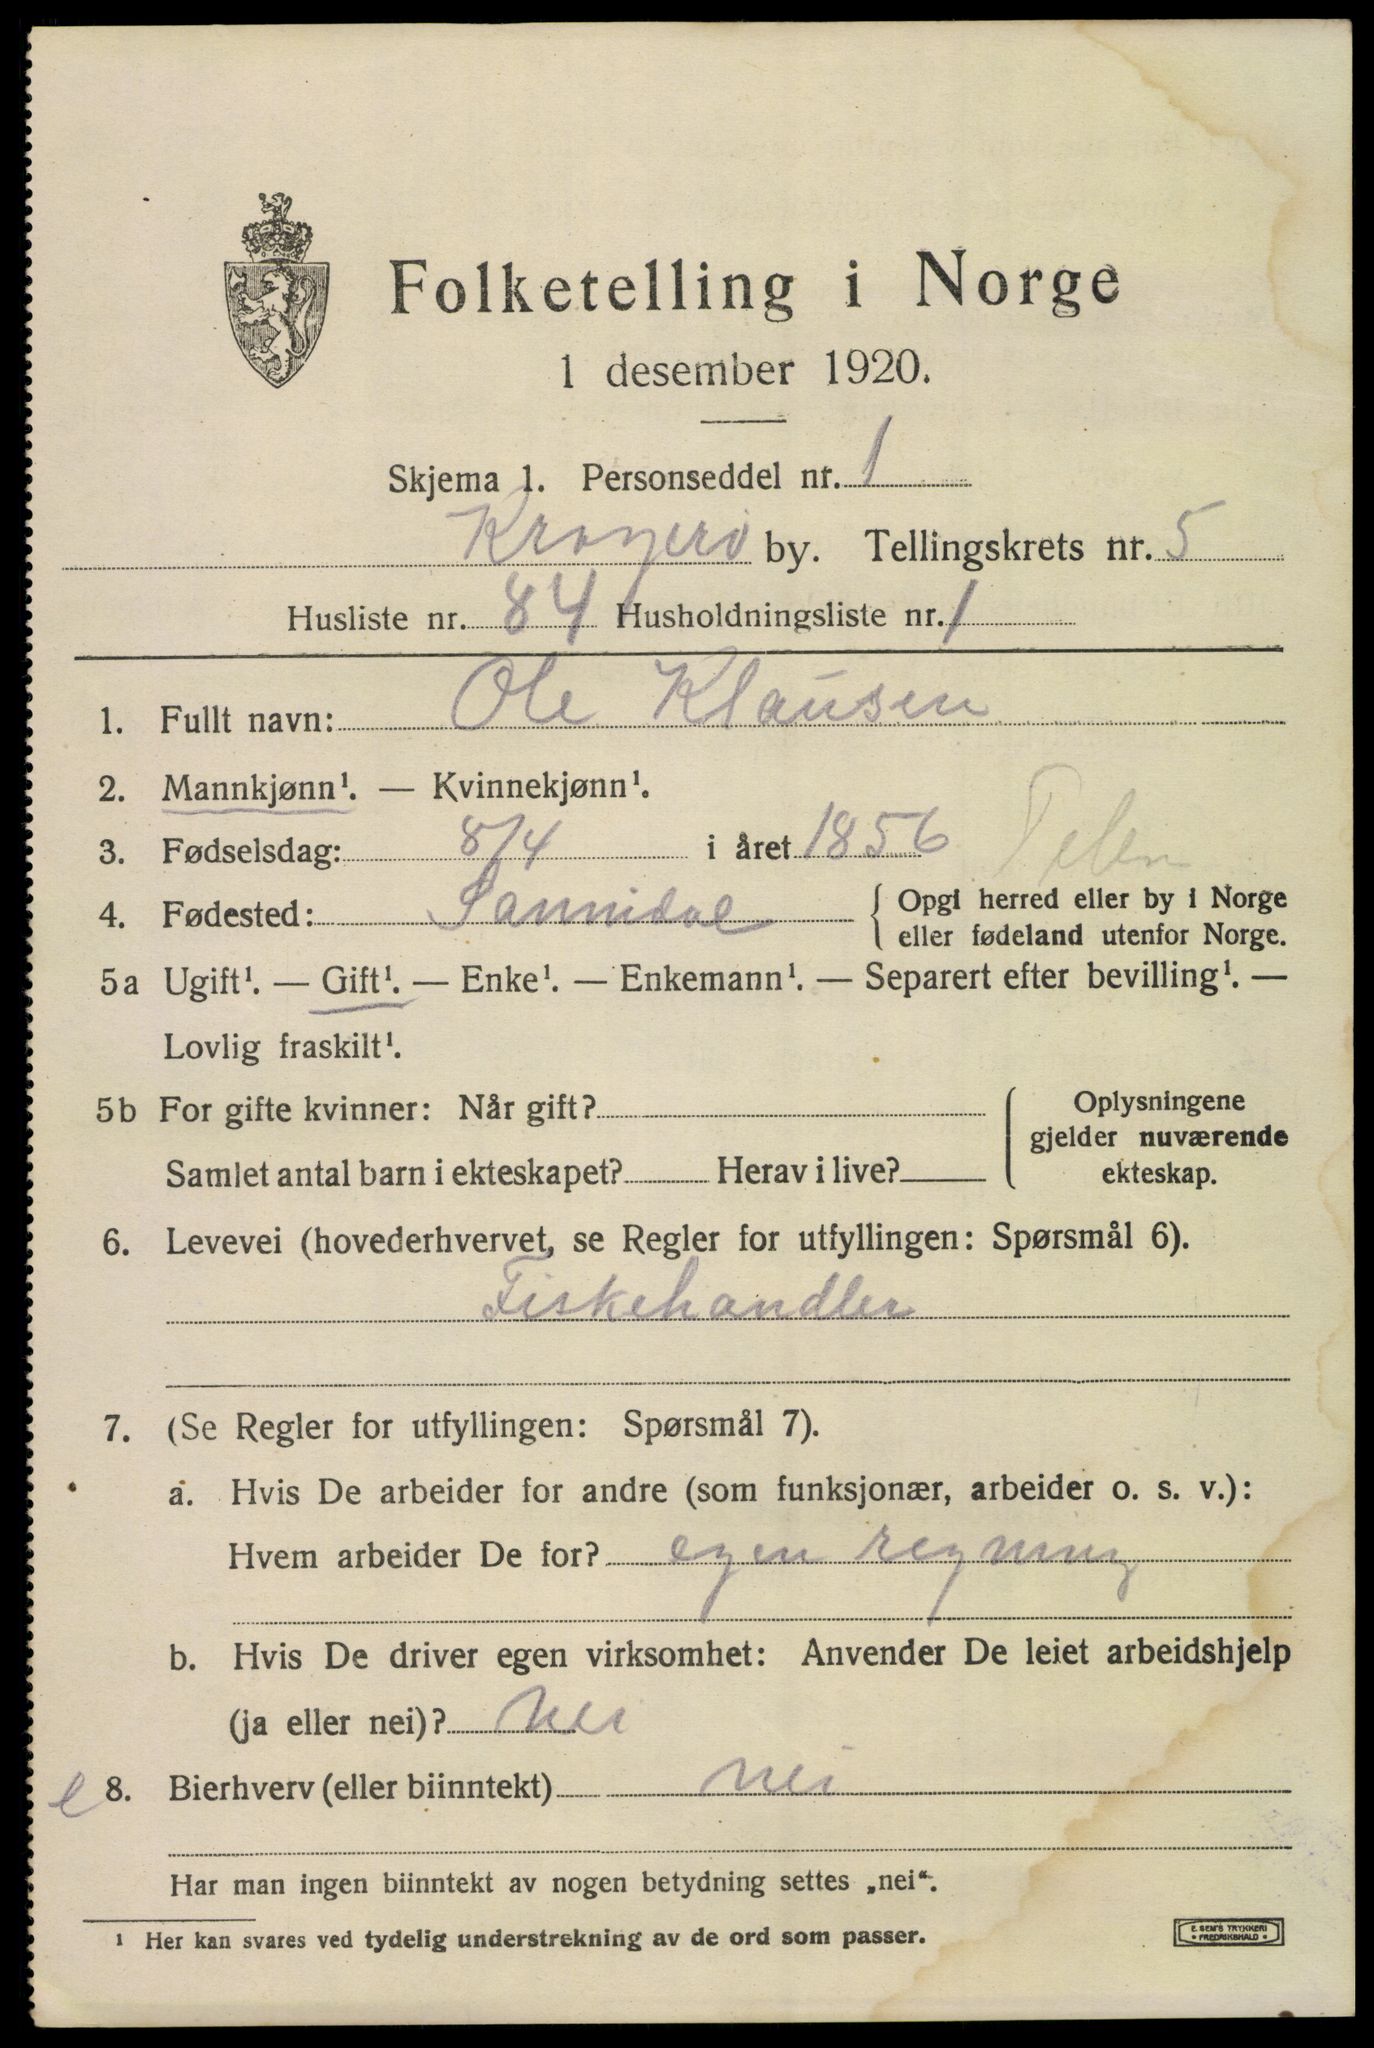 Folketelling i Norge
1 desember 1920.
Skjema 1. Personseddel nr. 1
Kragerø by. Tellingskrets nr. 5
Husliste nr. 84 Husholdningsliste nr. 1
1. Fullt navn: Ole Klausen
2. Mannkjønn¹. — Kvinnekjønn¹.
3. Fødselsdag: 8/4 i året 1856
4. Fødested: Sannidal { Opgi herred eller by i Norge
eller fødeland utenfor Norge.
5a Ugift¹. — Gift¹. — Enke¹. — Enkemann¹. — Separert efter bevilling¹. —
Lovlig fraskilt¹.
5b For gifte kvinner: Når gift? { Oplysningene
gjelder nuværende
Samlet antal barn i ekteskapet? Herav i live? ekteskap.
6. Levevei (hovederhvervet, se Regler for utfyllingen: Spørsmål 6).
Fiskehandler
7. (Se Regler for utfyllingen: Spørsmål 7).
a. Hvis De arbeider for andre (som funksjonær, arbeider o. s. v.):
Hvem arbeider De for? egen regning
b. Hvis De driver egen virksomhet: Anvender De leiet arbeidshjelp
(ja eller nei)? Nei
e 8. Bierhverv (eller biinntekt) nei
Har man ingen biinntekt av nogen betydning settes „nei“.
¹ Her kan svares ved tydelig understrekning av de ord som passer.
E. SEM'S TRYKKERI
FREDRIKSHALD